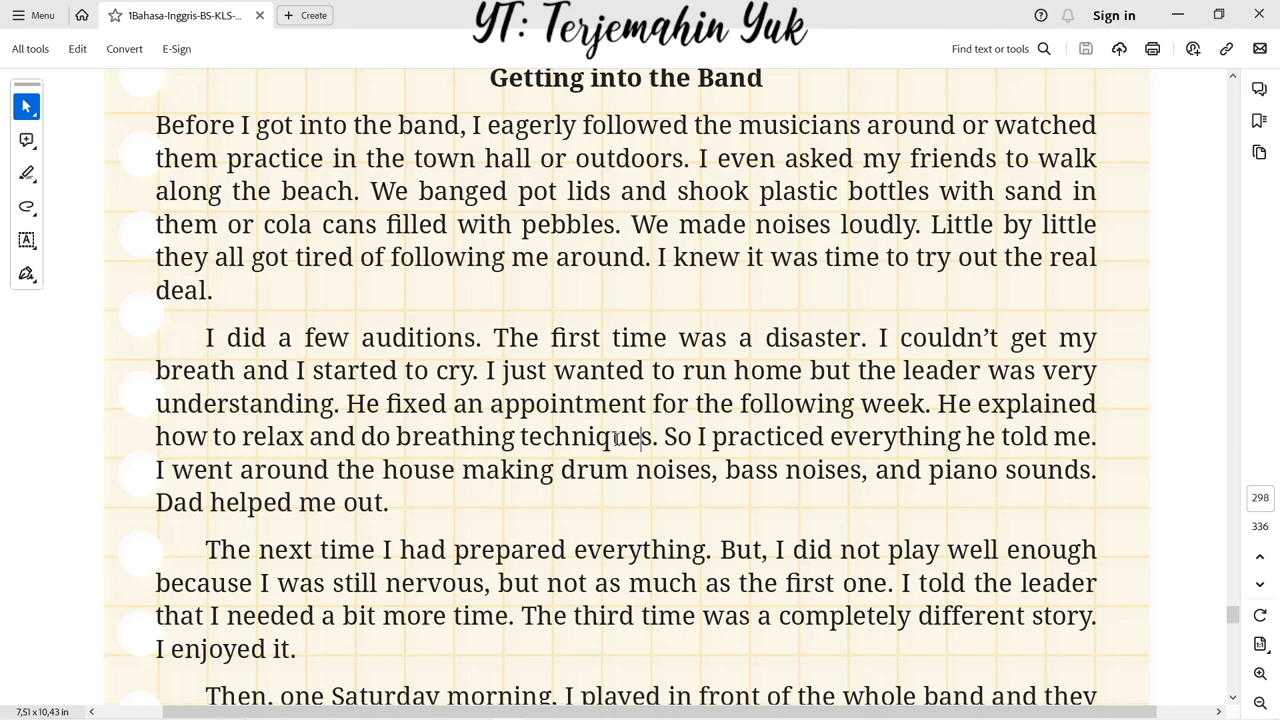 Menu
1Bahasa-Inggris-BS-KLS-...
Create
YT: Terjemahin Yuk
Sign in
All tools
Edit
Convert
E-Sign
Find text or tools
Getting into the Band
Before I got into the band, I eagerly followed the musicians around or watched
them practice in the town hall or outdoors. I even asked my friends to walk
along the beach. We banged pot lids and shook plastic bottles with sand in
them or cola cans filled with pebbles. We made noises loudly. Little by little
they all got tired of following me around. I knew it was time to try out the real
deal.
I did a few auditions. The first time was a disaster. I couldn’t get my
breath and I started to cry. I just wanted to run home but the leader was very
understanding. He fixed an appointment for the following week. He explained
how to relax and do breathing techniques. So I practiced everything he told me.
I went around the house making drum noises, bass noises, and piano sounds.
Dad helped me out.
The next time I had prepared everything. But, I did not play well enough
because I was still nervous, but not as much as the first one. I told the leader
that I needed a bit more time. The third time was a completely different story.
I enjoyed it.
Then, one Saturday morning, I played in front of the whole band and they
298
336
7,51 x 10,43 in